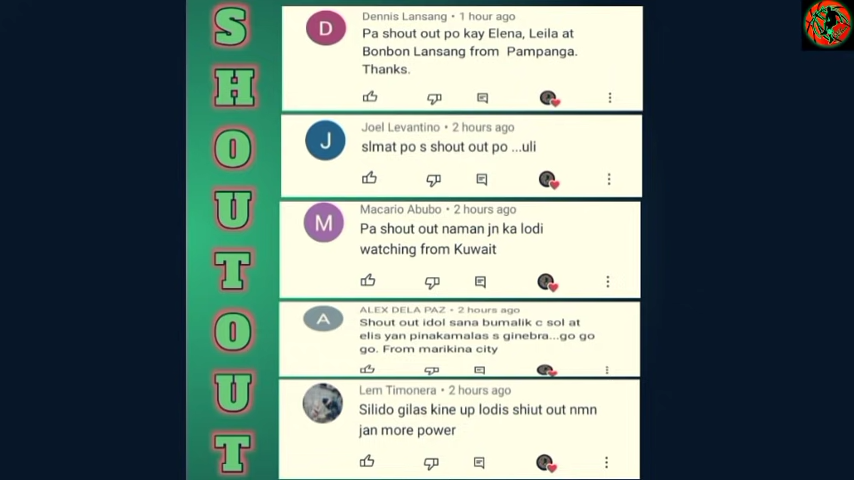 SHOUTOUT
Dennis Lansang • 1 hour ago
Pa shout out po kay Elena, Leila at
Bonbon Lansang from Pampanga.
Thanks.
Joel Levantino • 2 hours ago
slmat po s shout out po ...uli
Macario Abubo • 2 hours ago
Pa shout out naman jn ka lodi
watching from Kuwait
ALEX DELA PAZ • 2 hours ago
Shout out idol sana bumalik c sol at
elis yan pinakamalas s ginebra...go go
go. From marikina city
Lem Timonera • 2 hours ago
Silido gilas kine up lodis shiut out nmn
jan more power
D
J
M
A